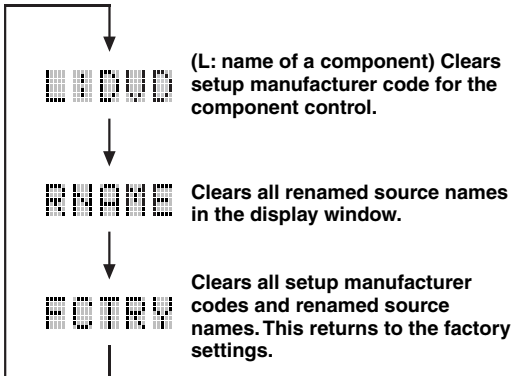 L:DVD
(L: name of a component) Clears
setup manufacturer code for the
component control.
RNAME
Clears all renamed source names
in the display window.
FCTRY
Clears all setup manufacturer
codes and renamed source
names. This returns to the factory
settings.